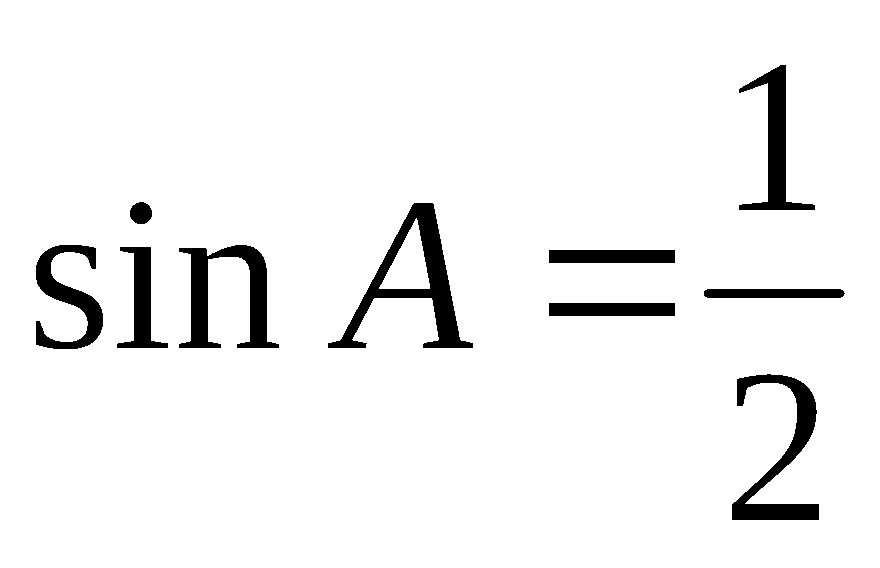 sin A = 1/2